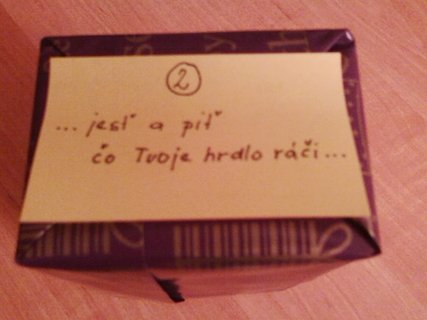 2
... jesť a piť
čo Tvoje hrdlo ráči...